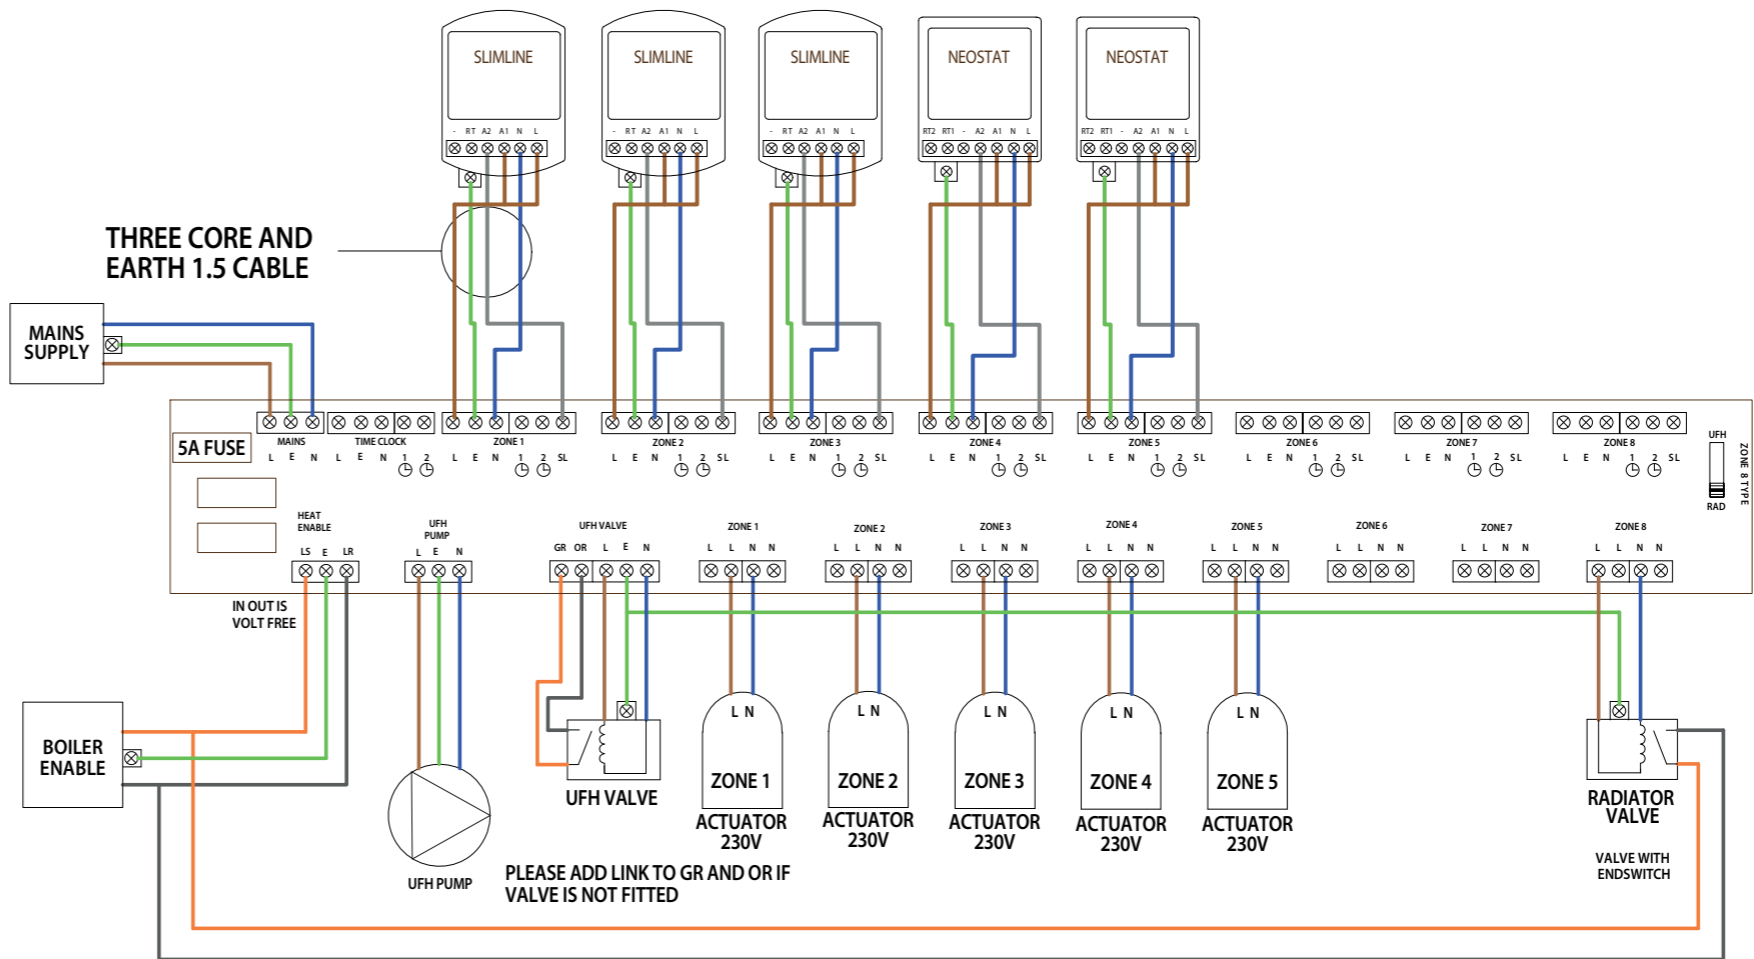 SLIMLINE SLIMLINE SLIMLINE NEOSTAT NEOSTAT
- RT A2 A1 N L - RT A2 A1 N L - RT A2 A1 N L RT2 RT1 - A2 A1 N L RT2 RT1 - A2 A1 N L
THREE CORE AND
EARTH 1.5 CABLE
MAINS
SUPPLY
5A FUSE
MAINS TIME CLOCK ZONE 1 ZONE 2 ZONE 3 ZONE 4 ZONE 5 ZONE 6 ZONE 7 ZONE 8
L E N L E N 1 2 L E N 1 2 SL L E N 1 2 SL L E N 1 2 SL L E N 1 2 SL L E N 1 2 SL L E N 1 2 SL L E N 1 2 SL L E N 1 2 SL
UFH
RAD
ZONE 8 TYPE
HEAT
ENABLE
LS E LR
UFH
PUMP
L E N
UFH VALVE
GR OR L E N
ZONE 1 ZONE 2 ZONE 3 ZONE 4 ZONE 5 ZONE 6 ZONE 7 ZONE 8
L L N N L L N N L L N N L L N N L L N N L L N N L L N N L L N N
IN OUT IS
VOLT FREE
BOILER
ENABLE
UFH PUMP
UFH VALVE
L N L N L N L N L N
ZONE 1 ZONE 2 ZONE 3 ZONE 4 ZONE 5
ACTUATOR ACTUATOR ACTUATOR ACTUATOR ACTUATOR
230V 230V 230V 230V 230V
RADIATOR
VALVE
VALVE WITH
ENDSWITCH
PLEASE ADD LINK TO GR AND OR IF
VALVE IS NOT FITTED